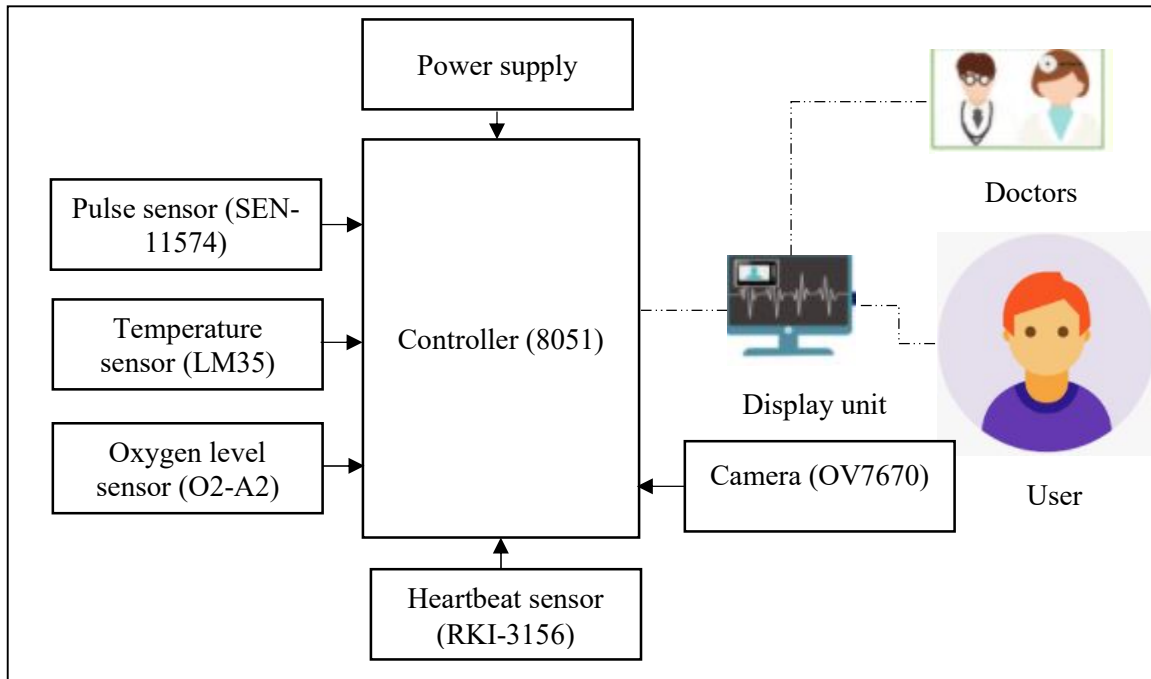 Power supply
Doctors
Pulse sensor (SEN-
11574)
Temperature
sensor (LM35)
Controller (8051)
Display unit
Oxygen level
sensor (O2-A2)
Camera (OV7670)
User
Heartbeat sensor
(RKI-3156)